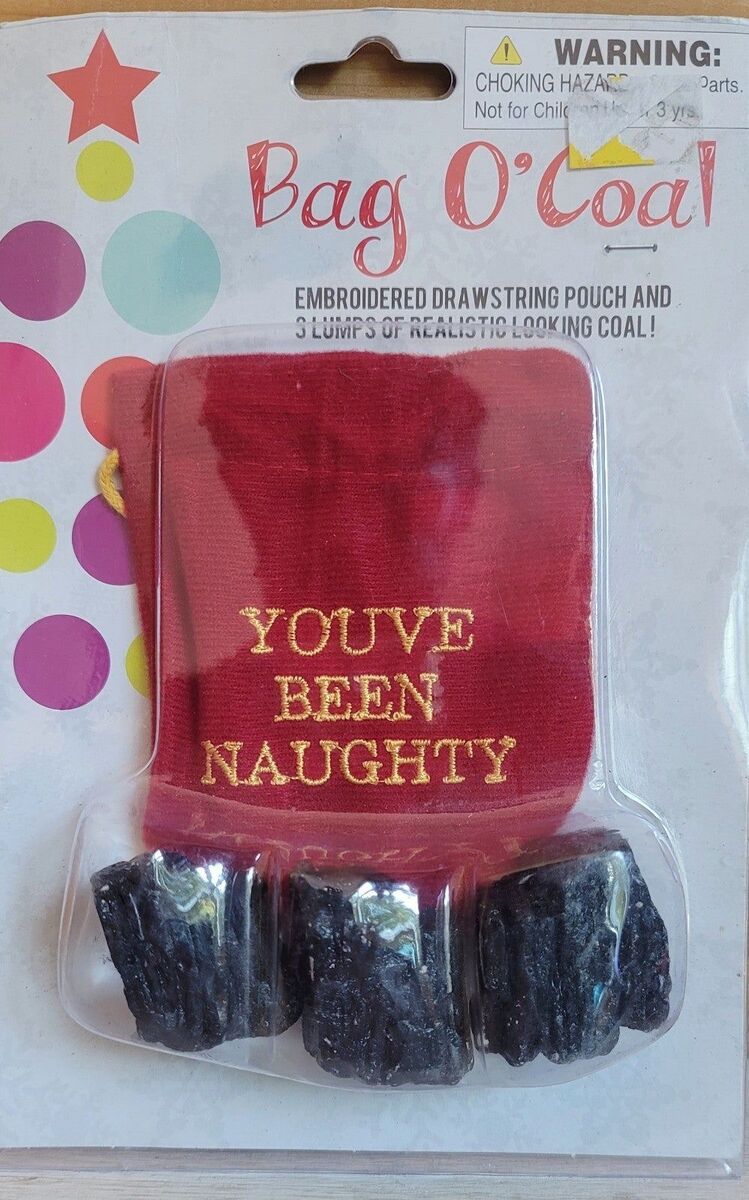 WARNING:
CHOKING HAZARD Parts.
Not for Children 3 yrs.
Bag O'Coal
EMBROIDERED DRAWSTRING POUCH AND
3 LUMPS OF REALISTIC LOOKING COAL!
YOUVE
BEEN
NAUGHTY